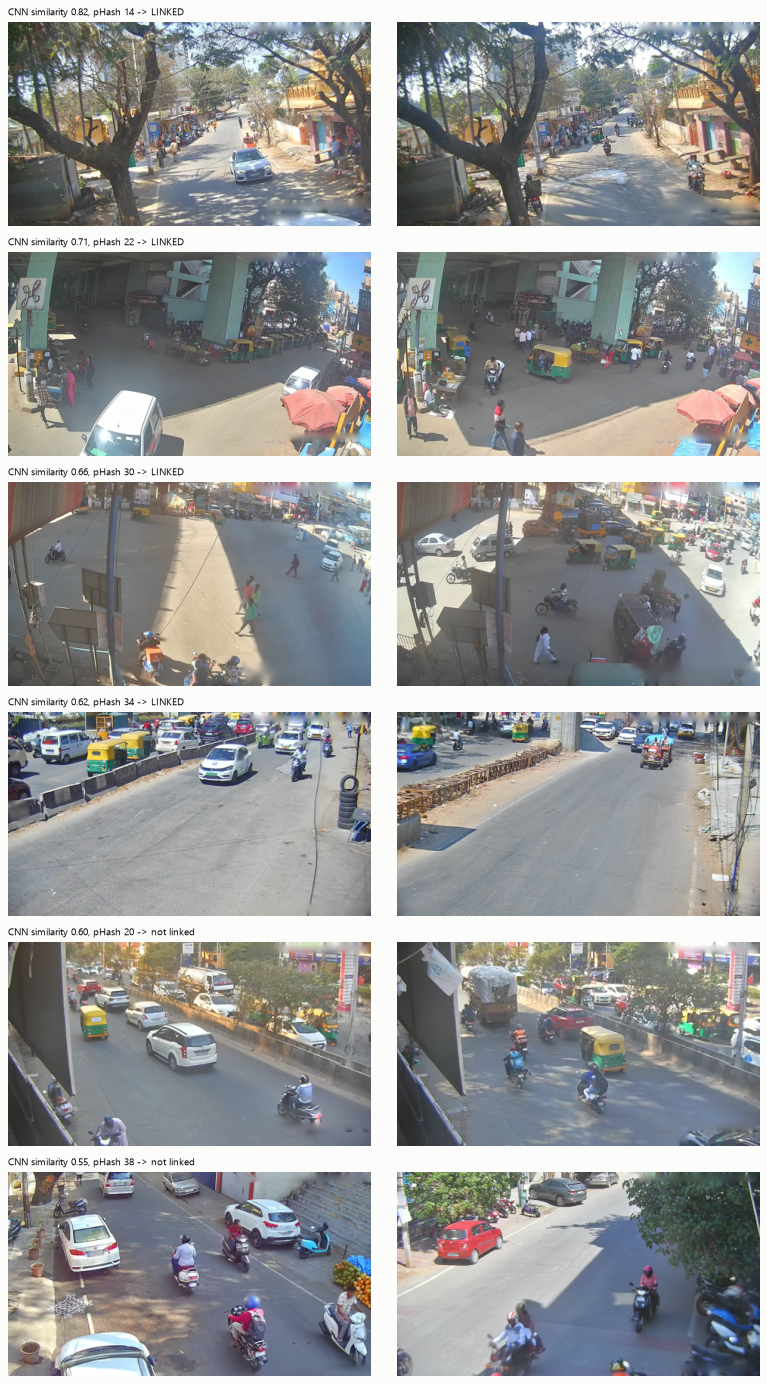 CNN similarity 0.82, pHash 14 -> LINKED
CNN similarity 0.71, pHash 22 -> LINKED
CNN similarity 0.66, pHash 30 -> LINKED
CNN similarity 0.62, pHash 34 -> LINKED
CNN similarity 0.60, pHash 20 -> not linked
CNN similarity 0.55, pHash 38 -> not linked